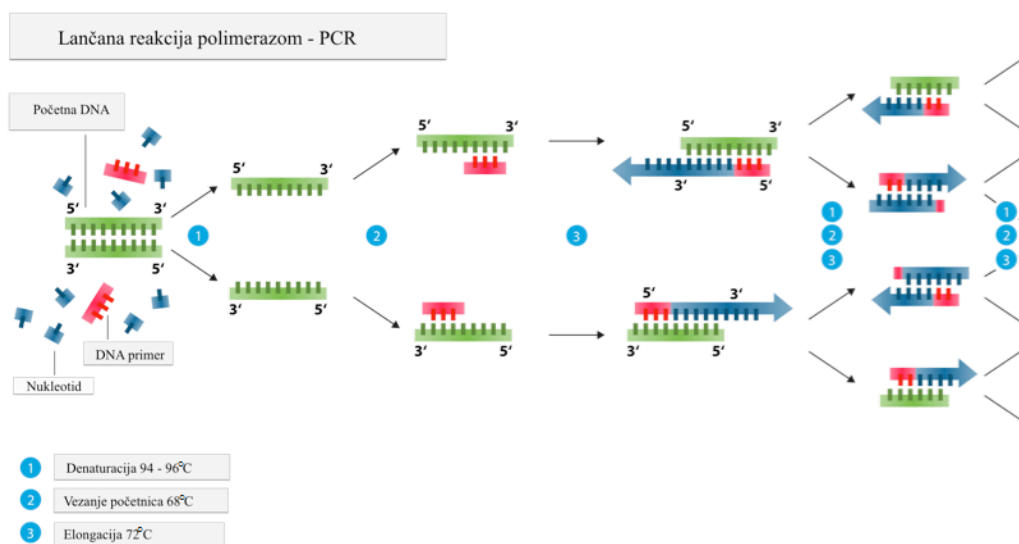 Lančana reakcija polimerazom - PCR
Početna DNA
5‘ 3‘
3‘ 5‘
DNA primer
Nukleotid
1
5‘ 3‘
3‘ 5‘
2
5‘ 3‘
3‘ 5‘
3
5‘ 3‘
3‘ 5‘
5‘ 3‘
3‘ 5‘
1
2
3
1
2
3
1 Denaturacija 94 - 96°C
2 Vezanje početnica 68°C
3 Elongacija 72°C